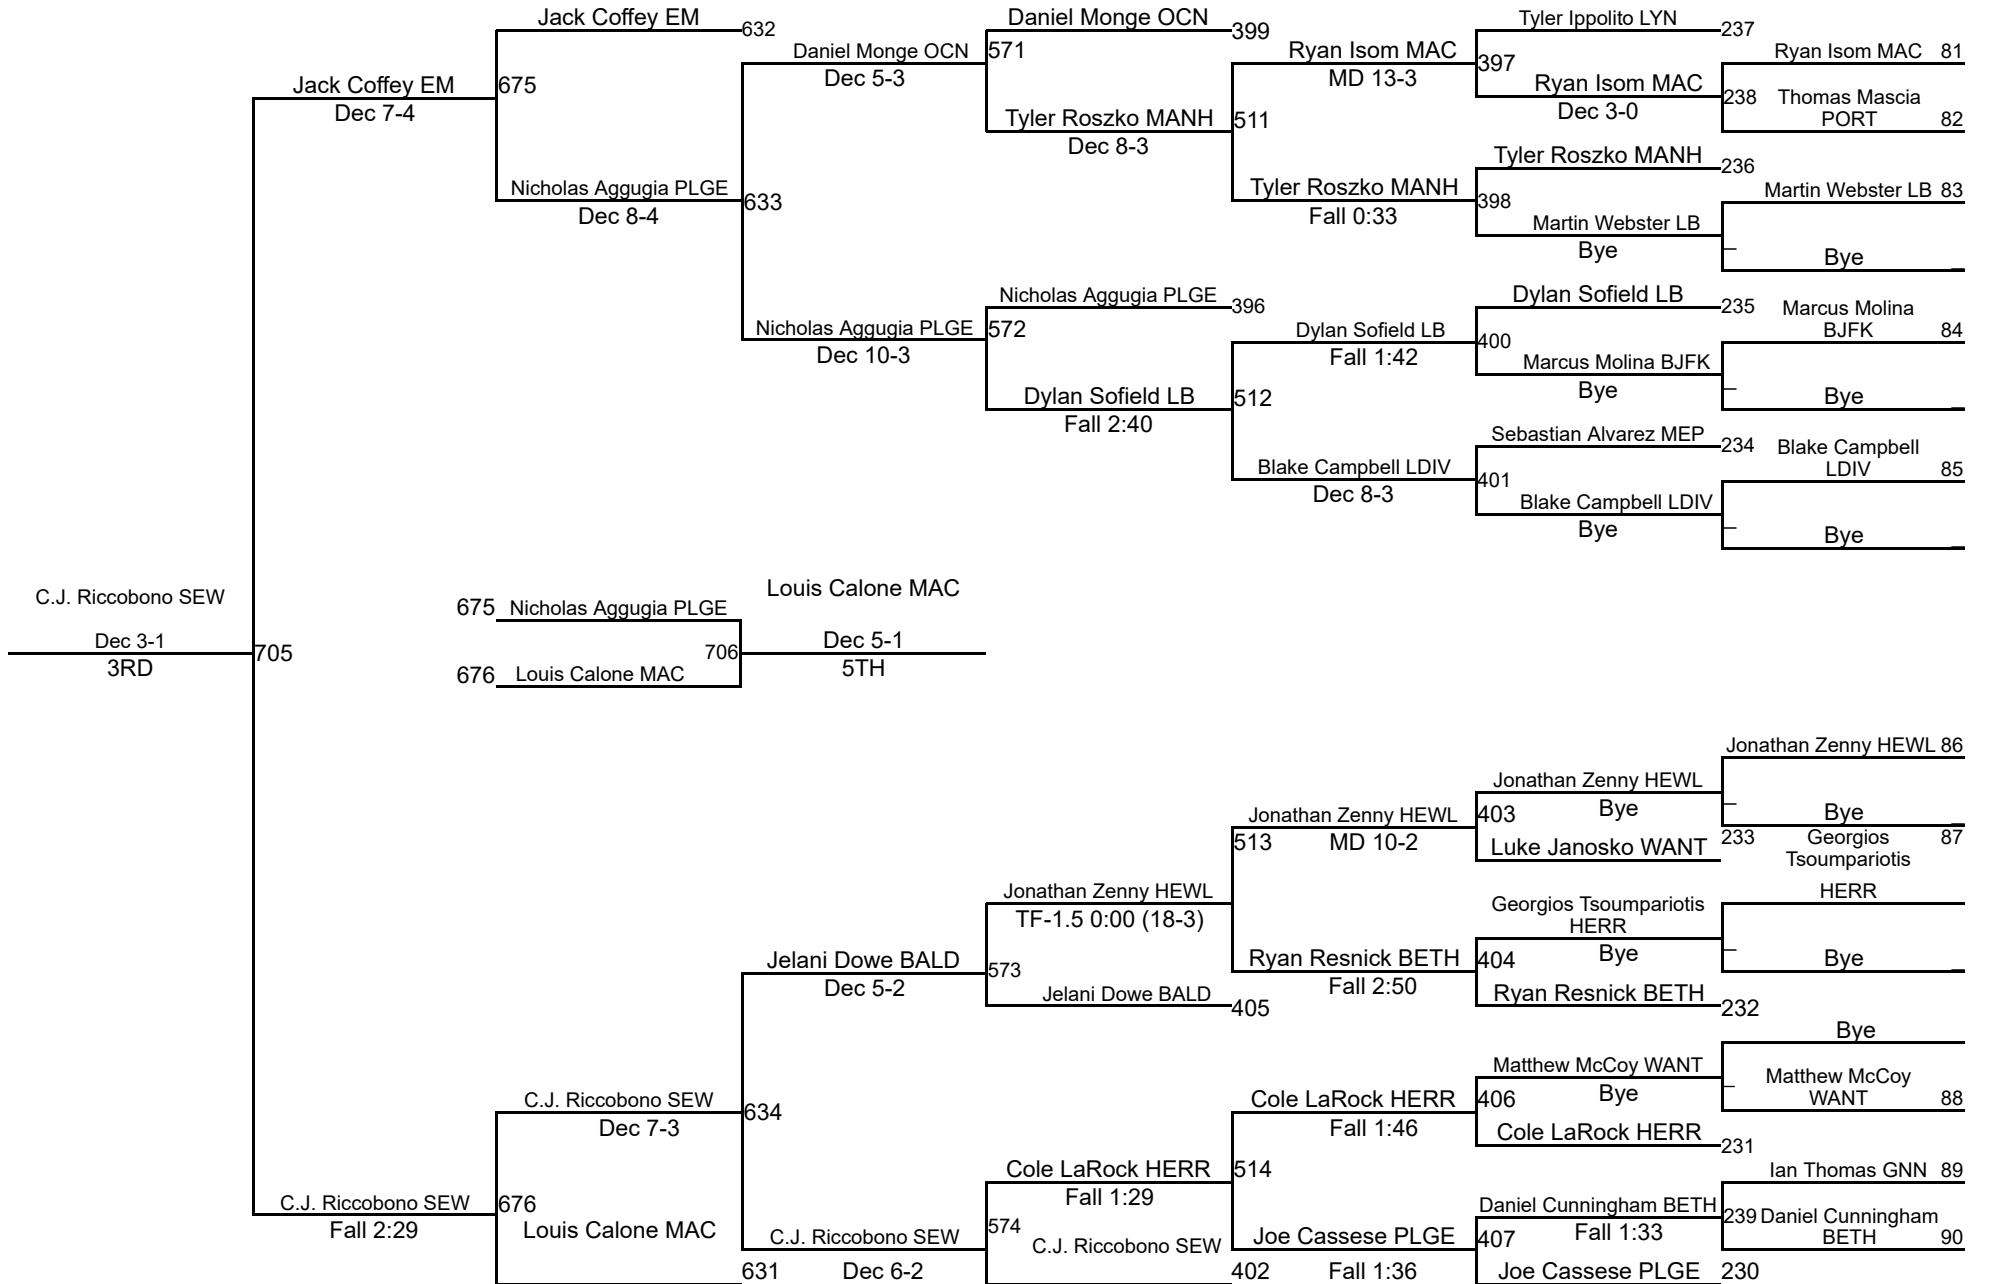 Jack Coffey EM
632
Daniel Monge OCN
399
Tyler Ippolito LYN
237
Daniel Monge OCN
Dec 5-3
571
Ryan Isom MAC
MD 13-3
397
Ryan Isom MAC 81
Jack Coffey EM
Dec 7-4
675
Ryan Isom MAC
Dec 3-0
238
Thomas Mascia
PORT 82
Tyler Roszko MANH
Dec 8-3
511
Tyler Roszko MANH
236
Nicholas Aggugia PLGE
Dec 8-4
633
Tyler Roszko MANH
Fall 0:33
398
Martin Webster LB 83
Martin Webster LB
Bye
_
Bye _
Nicholas Aggugia PLGE
396
Dylan Sofield LB
235
Marcus Molina
BJFK 84
Nicholas Aggugia PLGE
Dec 10-3
572
Dylan Sofield LB
Fall 1:42
400
Marcus Molina BJFK
Bye
_
Bye _
Dylan Sofield LB
Fall 2:40
512
Sebastian Alvarez MEP
234
Blake Campbell
LDIV 85
Blake Campbell LDIV
Dec 8-3
401
Blake Campbell LDIV
Bye
_
Bye _
C.J. Riccobono SEW
Dec 3-1
3RD
705
675 Nicholas Aggugia PLGE
676 Louis Calone MAC
706
Louis Calone MAC
Dec 5-1
5TH
Jonathan Zenny HEWL 86
Jonathan Zenny HEWL
Bye
_
Bye _
Jonathan Zenny HEWL
MD 10-2
403
Luke Janosko WANT
233
Georgios
Tsoumpariotis
87
HERR
513
Jonathan Zenny HEWL
TF-1.5 0:00 (18-3)
Georgios Tsoumpariotis
HERR
Bye
_
Bye _
Jelani Dowe BALD
Dec 5-2
573
Ryan Resnick BETH
Fall 2:50
404
Ryan Resnick BETH
232
Jelani Dowe BALD
405
Bye
Matthew McCoy WANT
Bye
_
Matthew McCoy
WANT 88
C.J. Riccobono SEW
Dec 7-3
634
Cole LaRock HERR
Fall 1:46
406
Cole LaRock HERR
231
Cole LaRock HERR
Fall 1:29
514
Ian Thomas GNN 89
C.J. Riccobono SEW
Fall 2:29
676
Louis Calone MAC
631
Daniel Cunningham BETH
Fall 1:33
239
Daniel Cunningham
BETH 90
C.J. Riccobono SEW
Dec 6-2
574
C.J. Riccobono SEW
402
Joe Cassese PLGE
Fall 1:36
407
Joe Cassese PLGE
230